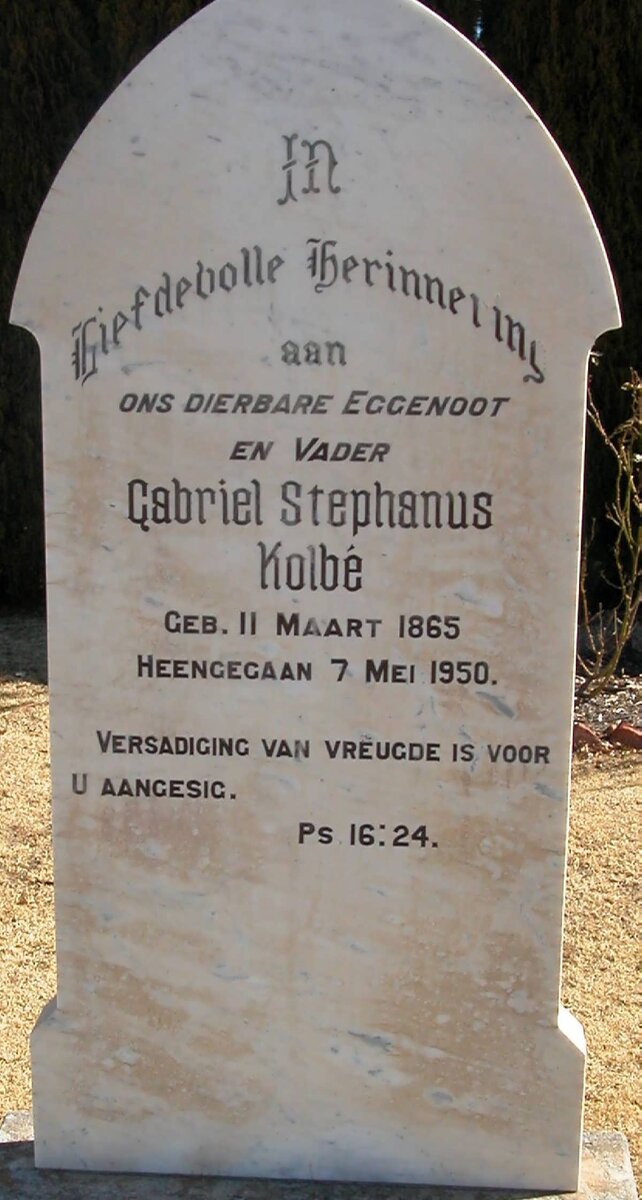 In
Liefdevolle Herinnering
aan
ONS DIERBARE EGGENOOT
EN VADER
Gabriel Stephanus
Kolbé
GEB. 11 MAART 1865
HEENGEGAAN 7 MEI 1950.
VERSADIGING VAN VREUGDE IS VOOR
U AANGESIG.
PS 16:24.